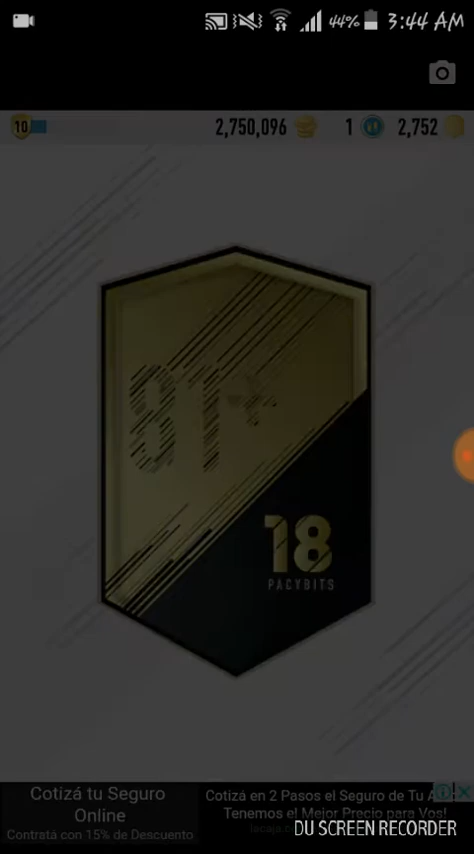 44% 3:44 AM
10 2,750,096 1 2,752
81+
18
PACYBITS
Cotizá tu Seguro
Online
Contratá con 15% de Descuento
Cotizá en 2 Pasos el Seguro de Tu
Tenemos el Mejor Precio para Vos!
DU SCREEN RECORDER